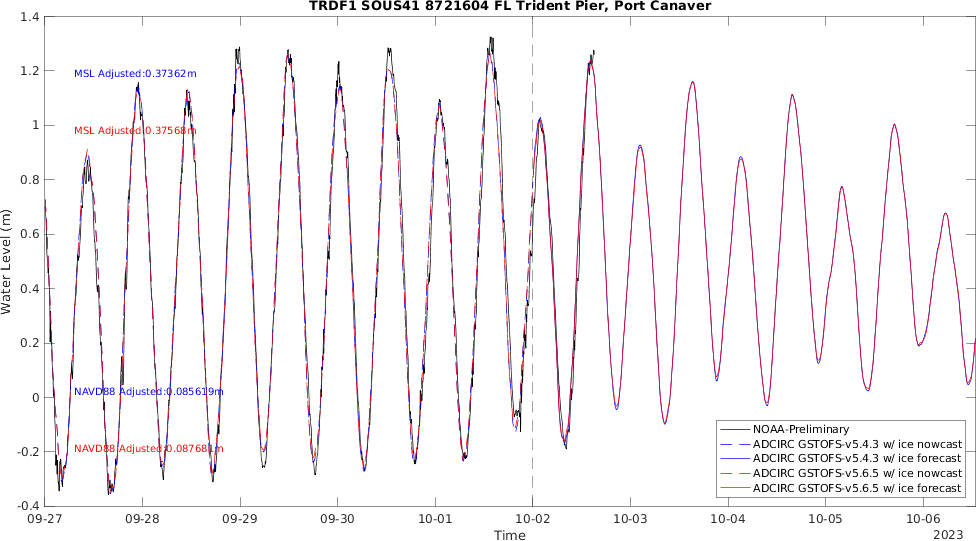 TRDF1 SOUS41 8721604 FL Trident Pier, Port Canaver
1.4
1.2
1
0.8
0.6
0.4
0.2
0
-0.2
-0.4
Water Level (m)
MSL Adjusted:0.37362m
MSL Adjusted:0.37568m
NAVD88 Adjusted:0.085619m
NAVD88 Adjusted:0.087681m
NOAA-Preliminary
ADCIRC GSTOFS-v5.4.3 w/ ice nowcast
ADCIRC GSTOFS-v5.4.3 w/ ice forecast
ADCIRC GSTOFS-v5.6.5 w/ ice nowcast
ADCIRC GSTOFS-v5.6.5 w/ ice forecast
09-27 09-28 09-29 09-30 10-01 10-02 10-03 10-04 10-05 10-06
Time
2023